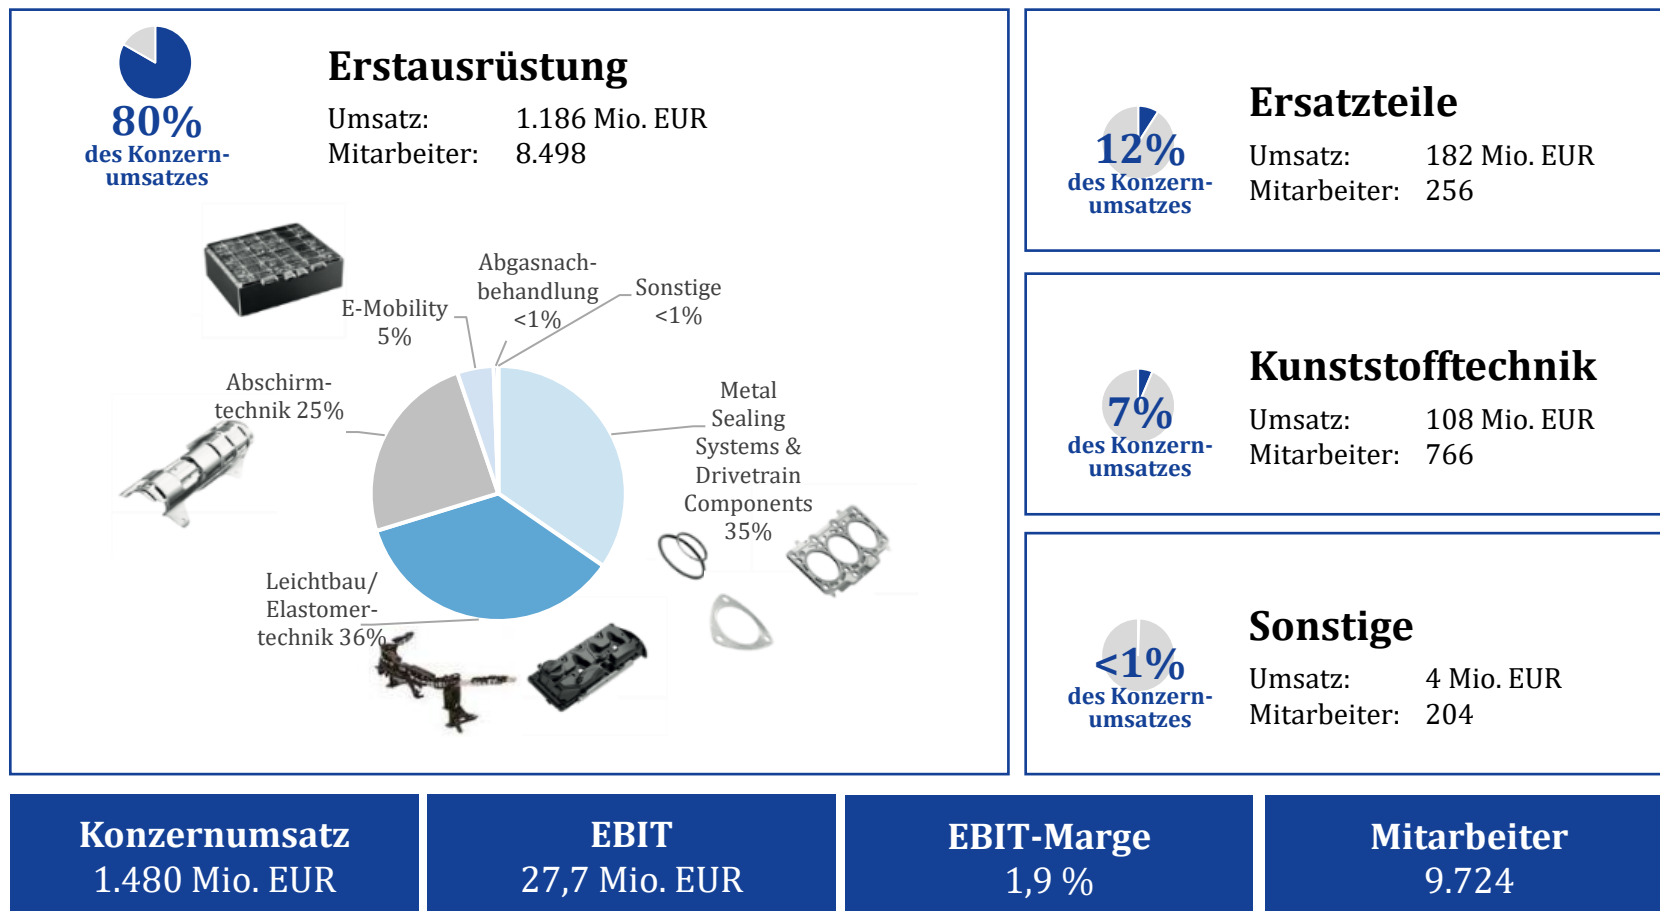 80%
des Konzern-
umsatzes
Erstausrüstung
Umsatz: 1.186 Mio. EUR
Mitarbeiter: 8.498
Abgasnach-
behandlung
<1%
Sonstige
<1%
E-Mobility
5%
Abschirm-
technik 25%
Metal
Sealing
Systems &
Drivetrain
Components
35%
Leichtbau/
Elastomer-
technik 36%
12%
des Konzern-
umsatzes
Ersatzteile
Umsatz: 182 Mio. EUR
Mitarbeiter: 256
7%
des Konzern-
umsatzes
Kunststofftechnik
Umsatz: 108 Mio. EUR
Mitarbeiter: 766
<1%
des Konzern-
umsatzes
Sonstige
Umsatz: 4 Mio. EUR
Mitarbeiter: 204
Konzernumsatz
1.480 Mio. EUR
EBIT
27,7 Mio. EUR
EBIT-Marge
1,9 %
Mitarbeiter
9.724